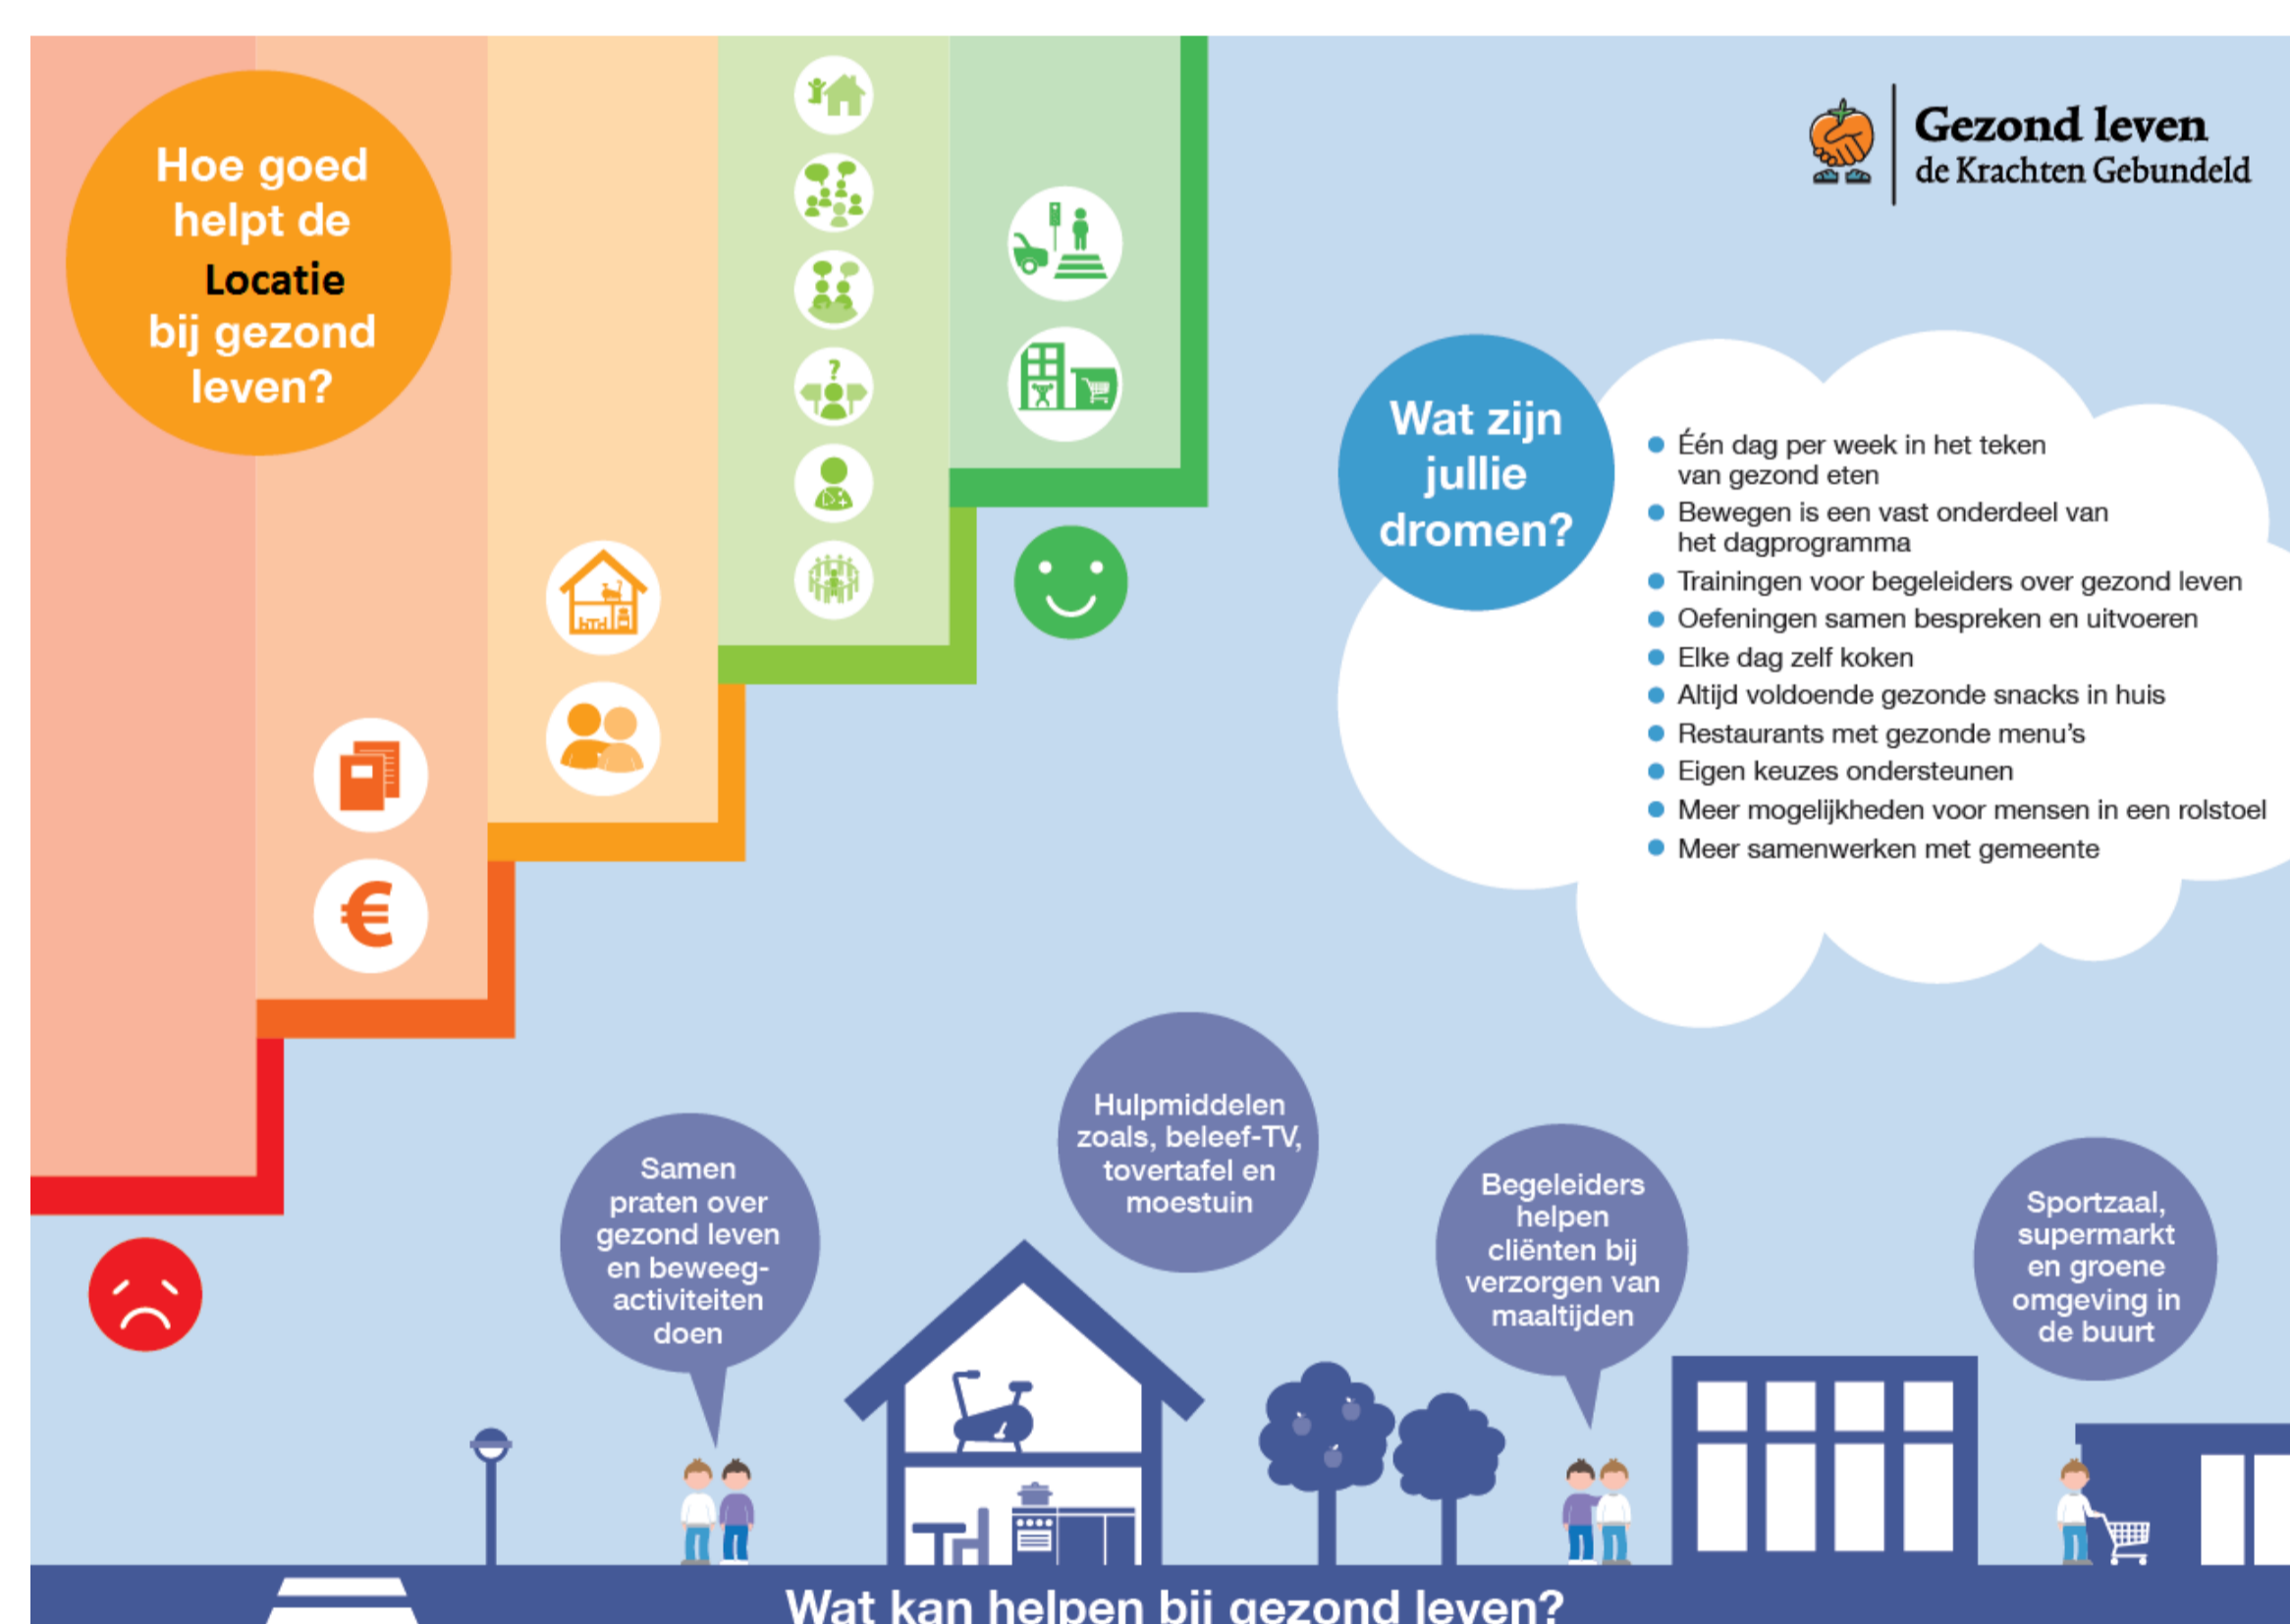 Hoe goed
helpt de
Locatie
bij gezond
leven?
Gezond leven
de Krachten Gebundeld
?
€
Wat zijn
jullie
dromen?
Één dag per week in het teken
van gezond eten
Bewegen is een vast onderdeel van
het dagprogramma
Trainingen voor begeleiders over gezond leven
Oefeningen samen bespreken en uitvoeren
Elke dag zelf koken
Altijd voldoende gezonde snacks in huis
Restaurants met gezonde menu's
Eigen keuzes ondersteunen
Meer mogelijkheden voor mensen in een rolstoel
Meer samenwerken met gemeente
Samen
praten over
gezond leven
en beweeg-
activiteiten
doen
Hulpmiddelen
zoals, beleef-TV,
tovertafel en
moestuin
Begeleiders
helpen
cliënten bij
verzorgen van
maaltijden
Sportzaal,
supermarkt
en groene
omgeving in
de buurt
Wat kan helpen bij gezond leven?